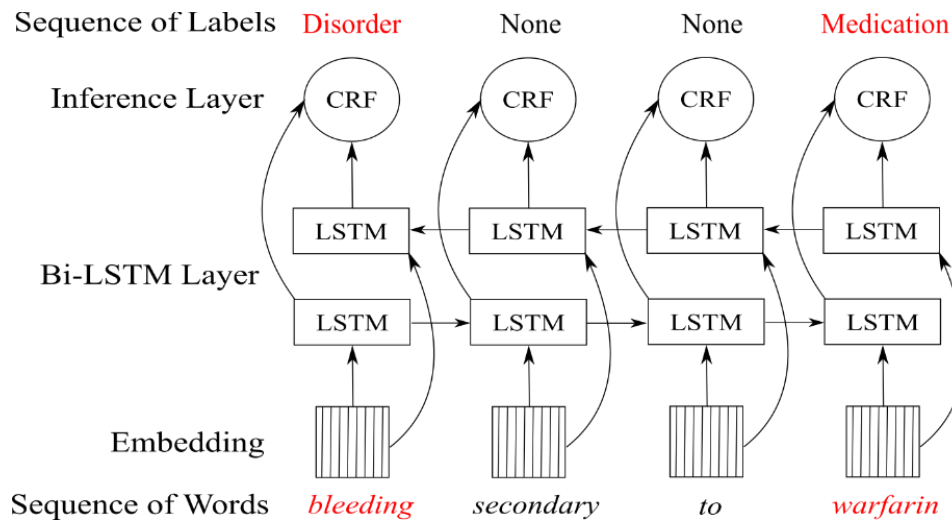 Sequence of Labels Disorder None None Medication
Inference Layer CRF CRF CRF CRF
LSTM LSTM LSTM LSTM
Bi-LSTM Layer
LSTM LSTM LSTM LSTM
Embedding
Sequence of Words bleeding secondary to warfarin